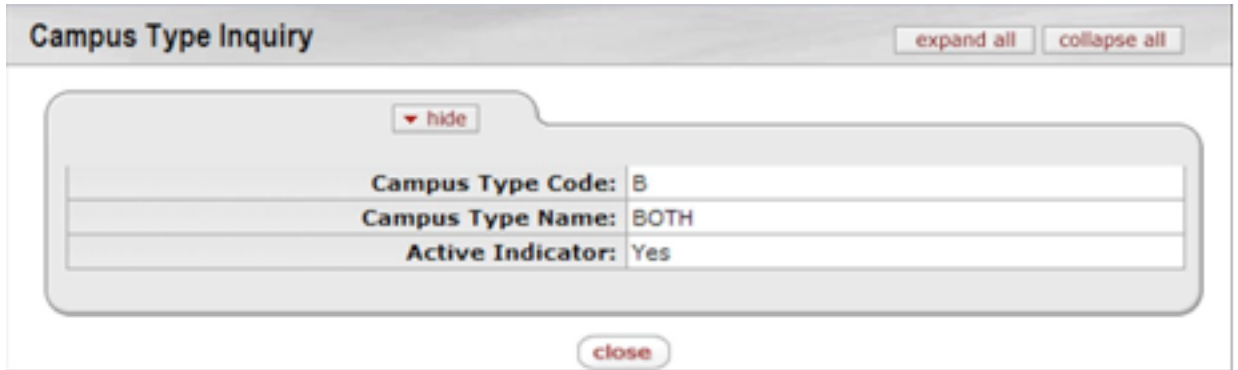 Campus Type Inquiry expand all collapse all
hide
Campus Type Code: B
Campus Type Name: BOTH
Active Indicator: Yes
close